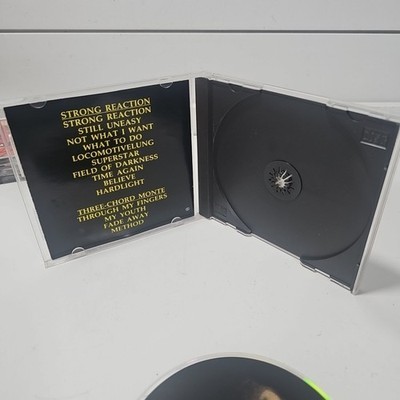 STRONG REACTION
STRONG REACTION
STILL UNEASY
NOT WHAT I WANT
WHAT TO DO
LOCOMOTIVELUNG
SUPERSTAR
FIELD OF DARKNESS
TIME AGAIN
BELIEVE
HARDLIGHT
THREE-CHORD MONTE
THROUGH MY FINGERS
MY YOUTH
FADE AWAY
METHOD